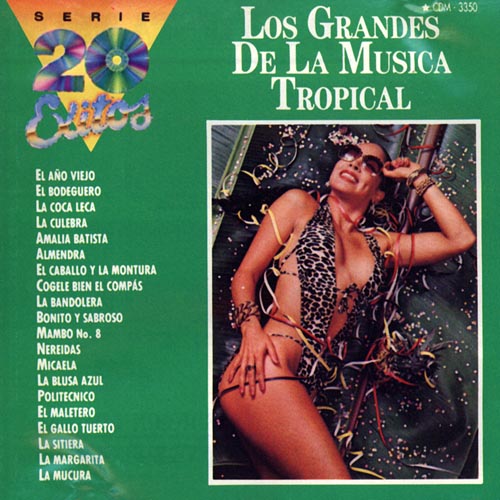 SERIE
20
Exitos
★ CDM - 3350
LOS GRANDES
DE LA MUSICA
TROPICAL
EL AÑO VIEJO
EL BODEGUERO
LA COCA LECA
LA CULEBRA
AMALIA BATISTA
ALMENDRA
EL CABALLO Y LA MONTURA
COGELE BIEN EL COMPÁS
LA BANDOLERA
BONITO Y SABROSO
MAMBO No. 8
NEREIDAS
MICAELA
LA BLUSA AZUL
POLITECNICO
EL MALETERO
EL GALLO TUERTO
LA SITIERA
LA MARGARITA
LA MUCURA